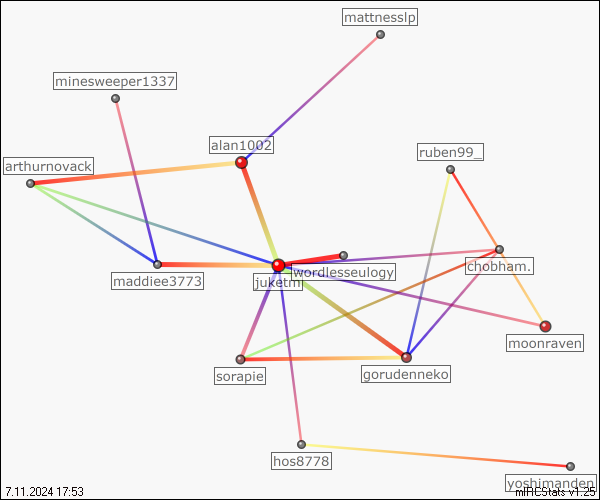 mattnesslp
minesweeper1337
alan1002
ruben99_
arthurnovack
wordlesseulogy
chobham.
maddiee3773
juketm
moonraven
sorapie
gorudenneko
hos8778
yoshimanden
7.11.2024 17:53
mIRCStats v1.25